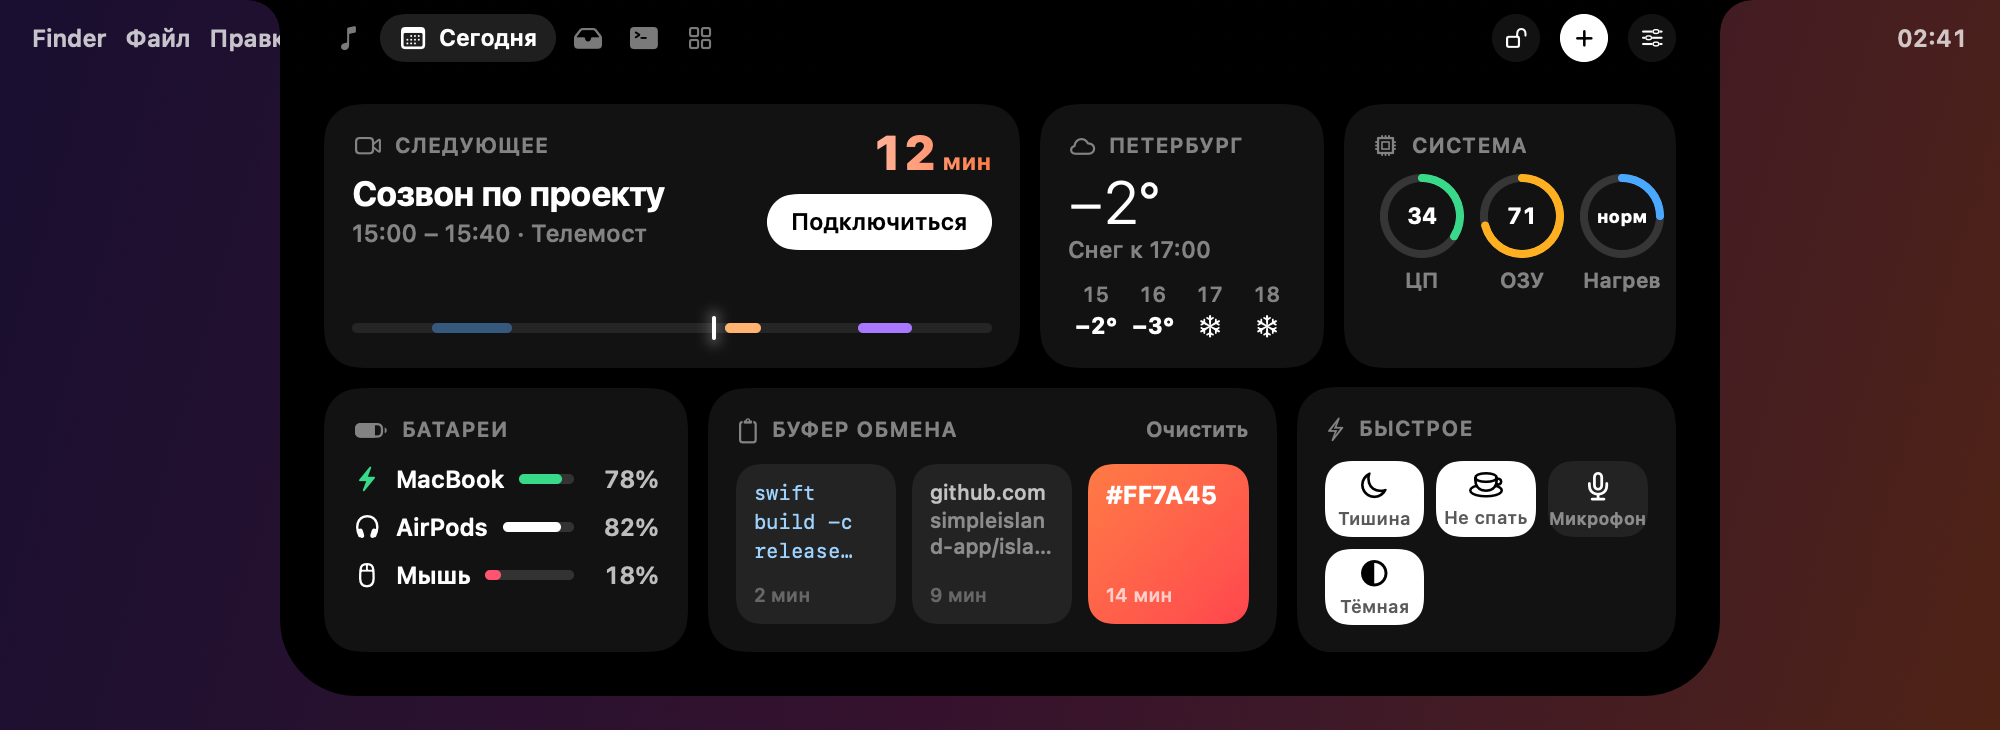 Finder Файл
Сегодня
02:41
СЛЕДУЮЩЕЕ
12 мин
Созвон по проекту
15:00 – 15:40 · Телемост
Подключиться
ПЕТЕРБУРГ
–2°
Снег к 17:00
15 16 17 18
–2° –3°
СИСТЕМА
34 71 норм
ЦП ОЗУ Нагрев
БАТАРЕИ
MacBook 78%
AirPods 82%
Мышь 18%
БУФЕР ОБМЕНА
Очистить
swift
build –c
release…
2 мин
github.com
simpleislan
d-app/isla...
9 мин
#FF7A45
14 мин
БЫСТРОЕ
Тишина
Не спать
Микрофон
Тёмная